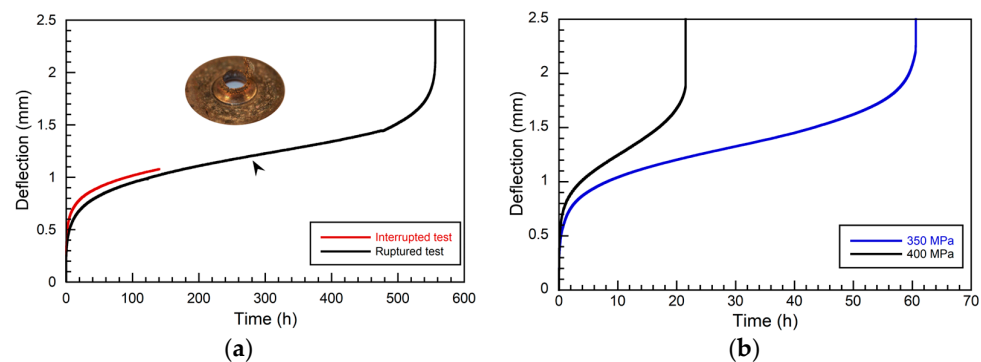 2.5
2
1.5
1
0.5
0
Deflection (mm)
Interrupted test
Ruptured test
0 100 200 300 400 500 600
Time (h)
(a)
2.5
2
1.5
1
0.5
0
Deflection (mm)
350 MPa
400 MPa
0 10 20 30 40 50 60 70
Time (h)
(b)